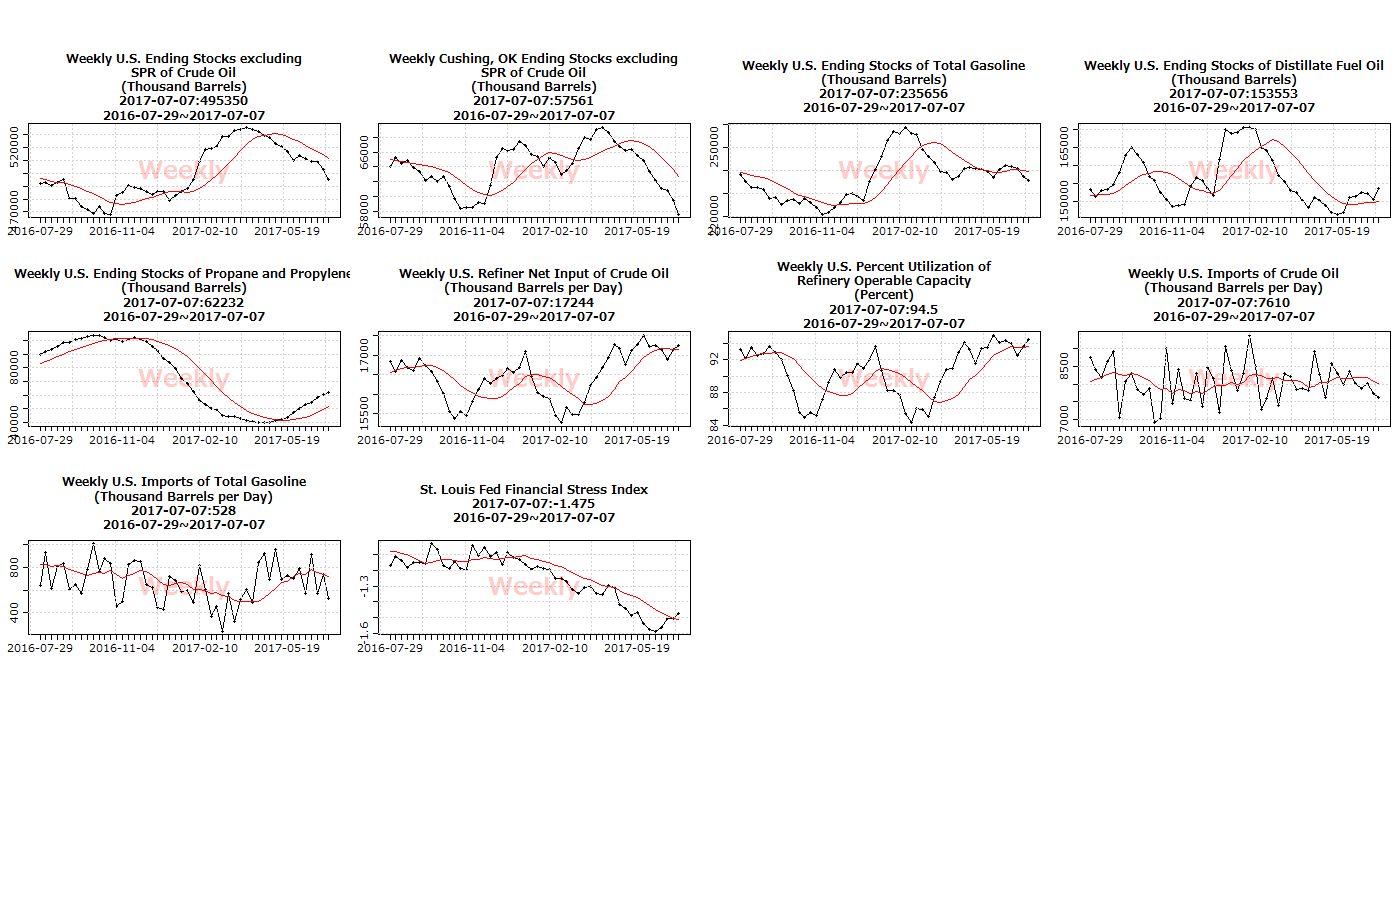 Weekly U.S. Ending Stocks excluding
SPR of Crude Oil
(Thousand Barrels)
2017-07-07:495350
2016-07-29~2017-07-07
Weekly
520000
2016-07-29 2016-11-04 2017-02-10 2017-05-19
Weekly Cushing, OK Ending Stocks excluding
SPR of Crude Oil
(Thousand Barrels)
2017-07-07:57561
2016-07-29~2017-07-07
Weekly
66000
58000
2016-07-29 2016-11-04 2017-02-10 2017-05-19
Weekly U.S. Ending Stocks of Total Gasoline
(Thousand Barrels)
2017-07-07:235656
2016-07-29~2017-07-07
Weekly
250000
220000
2016-07-29 2016-11-04 2017-02-10 2017-05-19
Weekly U.S. Ending Stocks of Distillate Fuel Oil
(Thousand Barrels)
2017-07-07:153553
2016-07-29~2017-07-07
Weekly
165000
150000
2016-07-29 2016-11-04 2017-02-10 2017-05-19
Weekly U.S. Ending Stocks of Propane and Propylene
(Thousand Barrels)
2017-07-07:62232
2016-07-29~2017-07-07
Weekly
80000
2016-07-29 2016-11-04 2017-02-10 2017-05-19
Weekly U.S. Refiner Net Input of Crude Oil
(Thousand Barrels per Day)
2017-07-07:17244
2016-07-29~2017-07-07
Weekly
17000
15500
2016-07-29 2016-11-04 2017-02-10 2017-05-19
Weekly U.S. Percent Utilization of
Refinery Operable Capacity
(Percent)
2017-07-07:94.5
2016-07-29~2017-07-07
Weekly
92
88
84
2016-07-29 2016-11-04 2017-02-10 2017-05-19
Weekly U.S. Imports of Crude Oil
(Thousand Barrels per Day)
2017-07-07:7610
2016-07-29~2017-07-07
Weekly
8500
7000
2016-07-29 2016-11-04 2017-02-10 2017-05-19
Weekly U.S. Imports of Total Gasoline
(Thousand Barrels per Day)
2017-07-07:528
2016-07-29~2017-07-07
Weekly
800
400
2016-07-29 2016-11-04 2017-02-10 2017-05-19
St. Louis Fed Financial Stress Index
2017-07-07:-1.475
2016-07-29~2017-07-07
Weekly
-1.3
-1.6
2016-07-29 2016-11-04 2017-02-10 2017-05-19